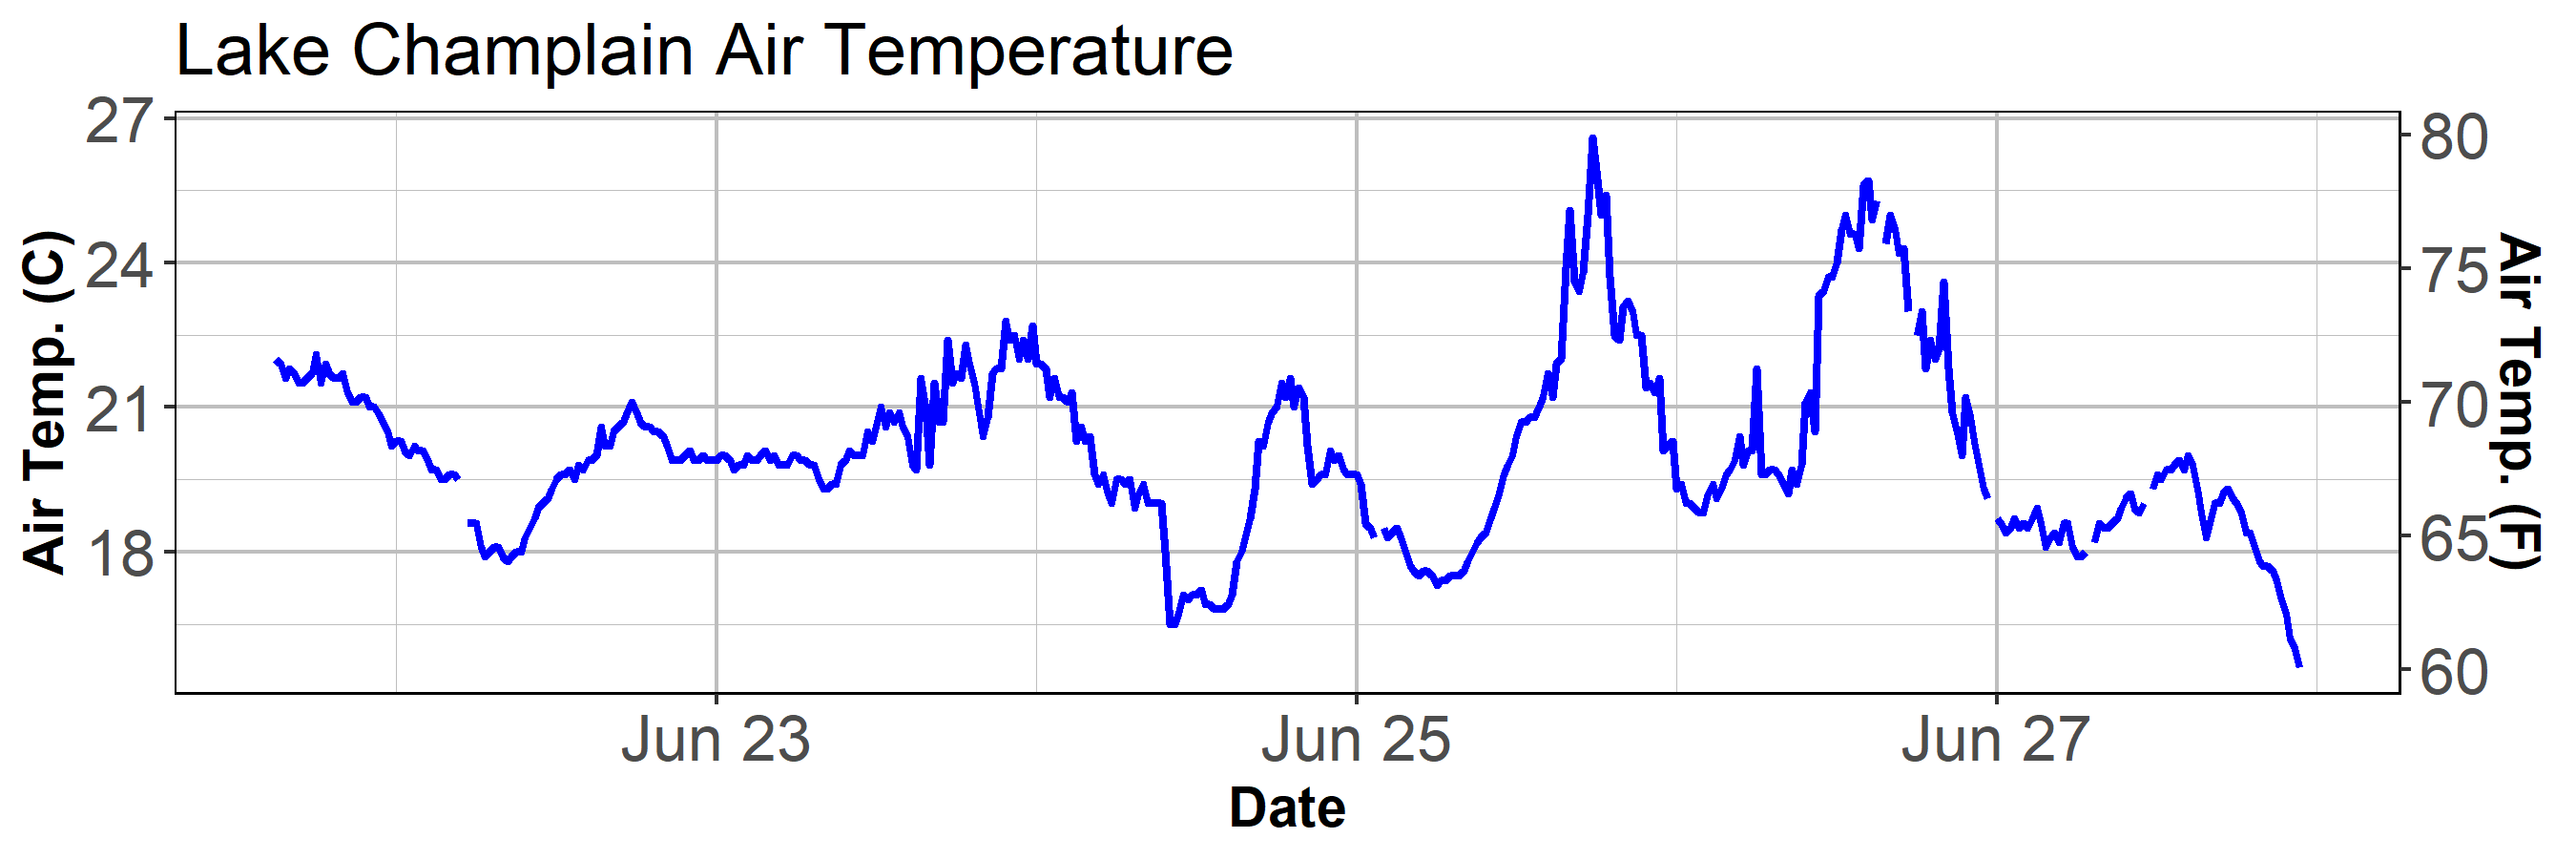 Lake Champlain Air Temperature
27
24
21
18
Air Temp. (C)
80
75
70
65
60
Air Temp. (F)
Jun 23
Jun 25
Jun 27
Date